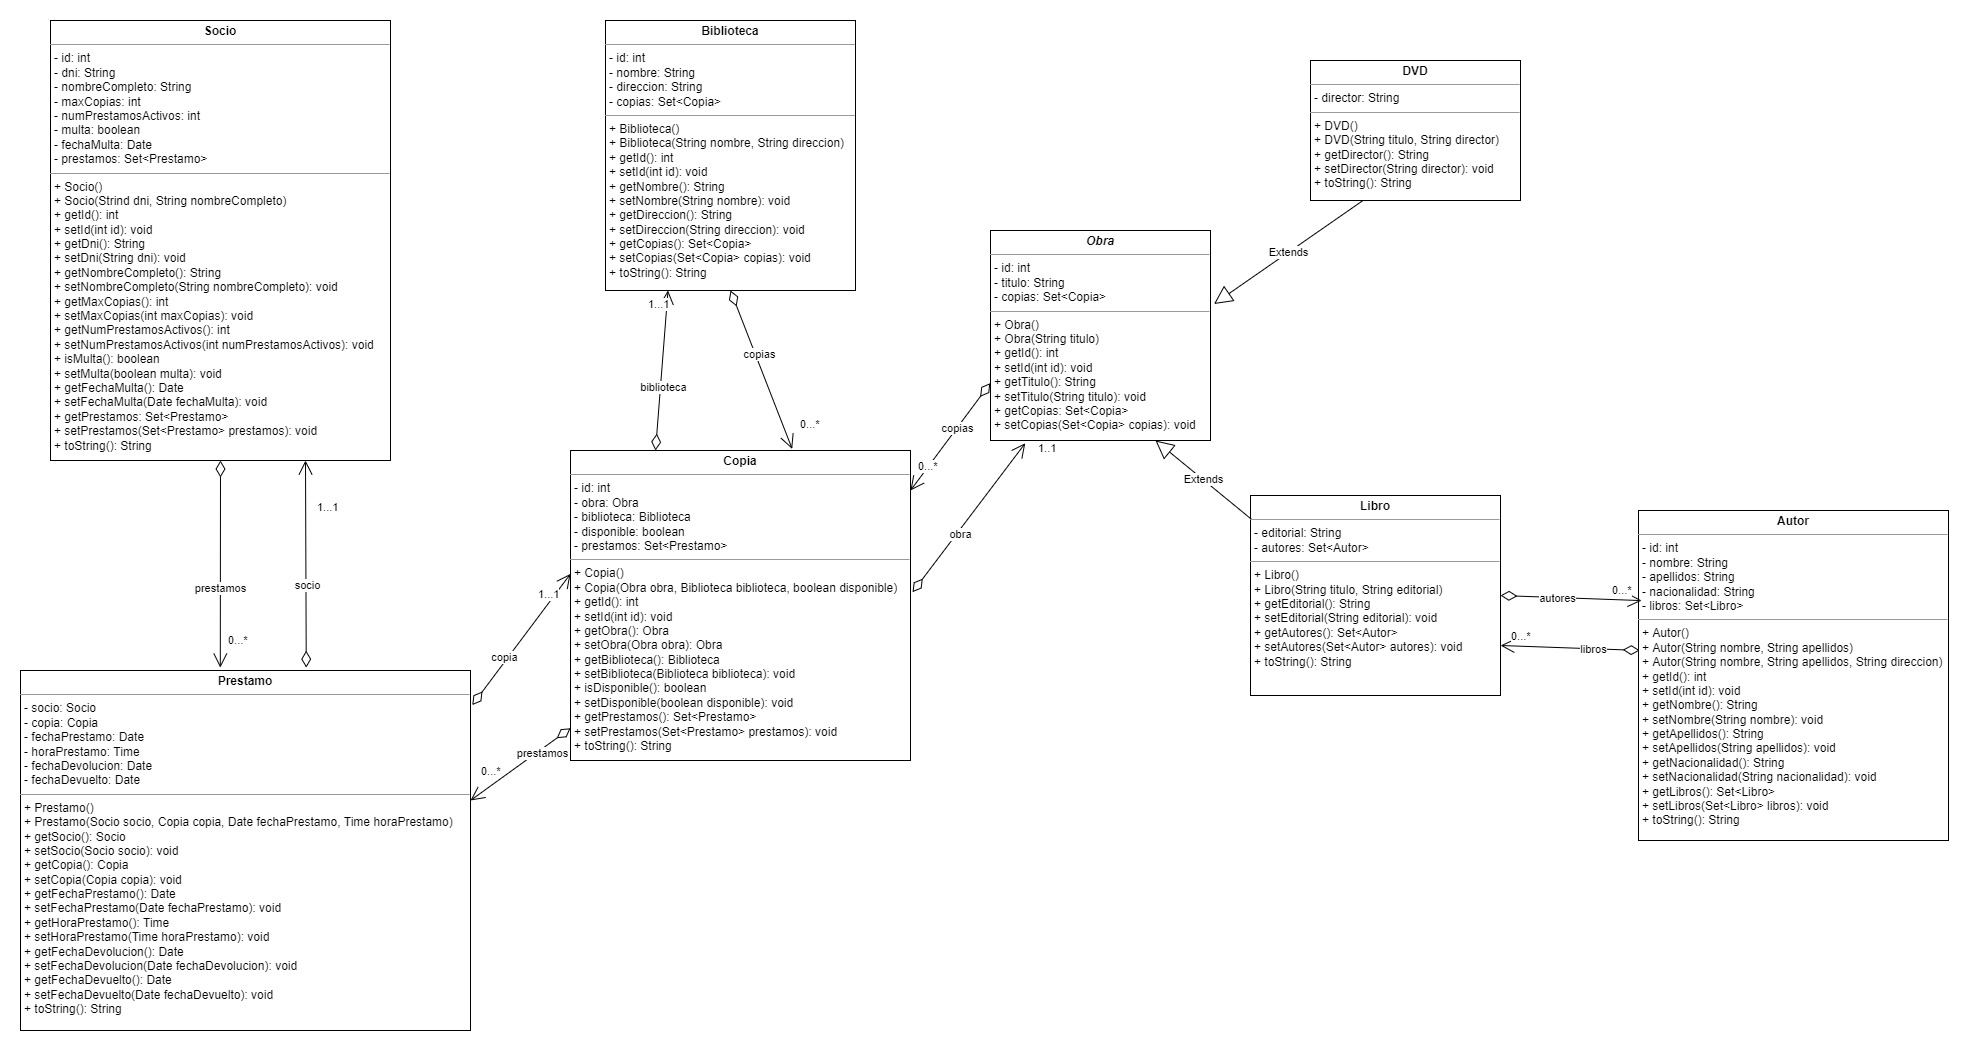 Socio
- id: int
- dni: String
- nombreCompleto: String
- maxCopias: int
- numPrestamosActivos: int
- multa: boolean
- fechaMulta: Date
- prestamos: Set<Prestamo>
+ Socio()
+ Socio(Strind dni, String nombreCompleto)
+ getId(): int
+ setId(int id): void
+ getDni(): String
+ setDni(String dni): void
+ getNombreCompleto(): String
+ setNombreCompleto(String nombreCompleto): void
+ getMaxCopias(): int
+ setMaxCopias(int maxCopias): void
+ getNumPrestamosActivos(): int
+ setNumPrestamosActivos(int numPrestamosActivos): void
+ isMulta(): boolean
+ setMulta(boolean multa): void
+ getFechaMulta(): Date
+ setFechaMulta(Date fechaMulta): void
+ getPrestamos: Set<Prestamo>
+ setPrestamos(Set<Prestamo> prestamos): void
+ toString(): String
Biblioteca
- id: int
- nombre: String
- direccion: String
- copias: Set<Copia>
+ Biblioteca()
+ Biblioteca(String nombre, String direccion)
+ getId(): int
+ setId(int id): void
+ getNombre(): String
+ setNombre(String nombre): void
+ getDireccion(): String
+ setDireccion(String direccion): void
+ getCopias(): Set<Copia>
+ setCopias(Set<Copia> copias): void
+ toString(): String
DVD
- director: String
+ DVD()
+ DVD(String titulo, String director)
+ getDirector(): String
+ setDirector(String director): void
+ toString(): String
Extends
Obra
- id: int
- titulo: String
- copias: Set<Copia>
+ Obra()
+ Obra(String titulo)
+ getId(): int
+ setId(int id): void
+ getTitulo(): String
+ setTitulo(String titulo): void
+ getCopias: Set<Copia>
+ setCopias(Set<Copia> copias): void
1...1
copias
biblioteca
0...*
copias
0...*
1..1
obra
Extends
Copia
- id: int
- obra: Obra
- biblioteca: Biblioteca
- disponible: boolean
- prestamos: Set<Prestamo>
+ Copia()
+ Copia(Obra obra, Biblioteca biblioteca, boolean disponible)
+ getId(): int
+ setId(int id): void
+ getObra(): Obra
+ setObra(Obra obra): Obra
+ getBiblioteca(): Biblioteca
+ setBiblioteca(Biblioteca biblioteca): void
+ isDisponible(): boolean
+ setDisponible(boolean disponible): void
+ getPrestamos(): Set<Prestamo>
+ setPrestamos(Set<Prestamo> prestamos): void
+ toString(): String
Libro
- editorial: String
- autores: Set<Autor>
+ Libro()
+ Libro(String titulo, String editorial)
+ getEditorial(): String
+ setEditorial(String editorial): void
+ getAutores(): Set<Autor>
+ setAutores(Set<Autor> autores): void
+ toString(): String
autores
0...*
0...*
libros
Autor
- id: int
- nombre: String
- apellidos: String
- nacionalidad: String
- libros: Set<Libro>
+ Autor()
+ Autor(String nombre, String apellidos)
+ Autor(String nombre, String apellidos, String direccion)
+ getId(): int
+ setId(int id): void
+ getNombre(): String
+ setNombre(String nombre): void
+ getApellidos(): String
+ setApellidos(String apellidos): void
+ getNacionalidad(): String
+ setNacionalidad(String nacionalidad): void
+ getLibros(): Set<Libro>
+ setLibros(Set<Libro> libros): void
+ toString(): String
1...1
prestamos
socio
0...*
1...1
copia
prestamos
0...*
Prestamo
- socio: Socio
- copia: Copia
- fechaPrestamo: Date
- horaPrestamo: Time
- fechaDevolucion: Date
- fechaDevuelto: Date
+ Prestamo()
+ Prestamo(Socio socio, Copia copia, Date fechaPrestamo, Time horaPrestamo)
+ getSocio(): Socio
+ setSocio(Socio socio): void
+ getCopia(): Copia
+ setCopia(Copia copia): void
+ getFechaPrestamo(): Date
+ setFechaPrestamo(Date fechaPrestamo): void
+ getHoraPrestamo(): Time
+ setHoraPrestamo(Time horaPrestamo): void
+ getFechaDevolucion(): Date
+ setFechaDevolucion(Date fechaDevolucion): void
+ getFechaDevuelto(): Date
+ setFechaDevuelto(Date fechaDevuelto): void
+ toString(): String